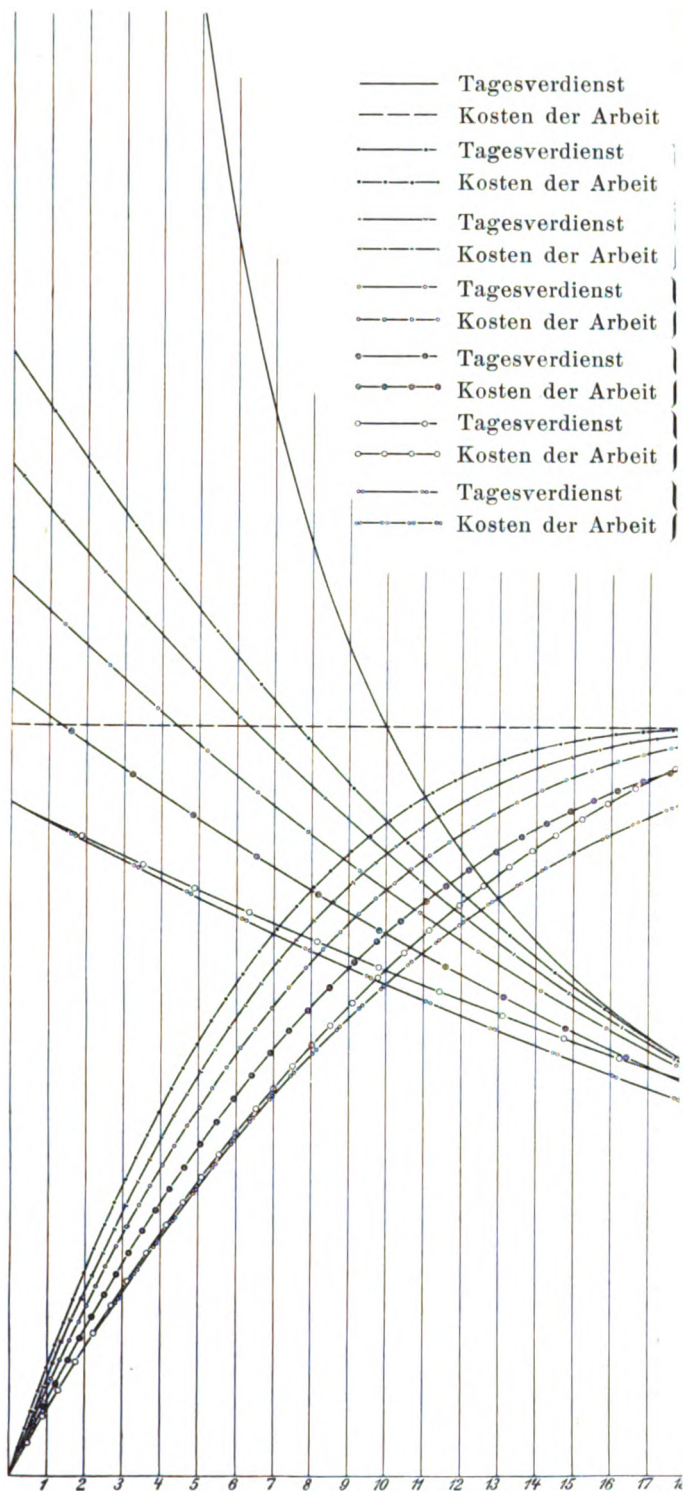 Tagesverdienst
Kosten der Arbeit
Tagesverdienst
Kosten der Arbeit
Tagesverdienst
Kosten der Arbeit
Tagesverdienst
Kosten der Arbeit
Tagesverdienst
Kosten der Arbeit
Tagesverdienst
Kosten der Arbeit
Tagesverdienst
Kosten der Arbeit
1 2 3 4 5 6 7 8 9 10 11 12 13 14 15 16 17